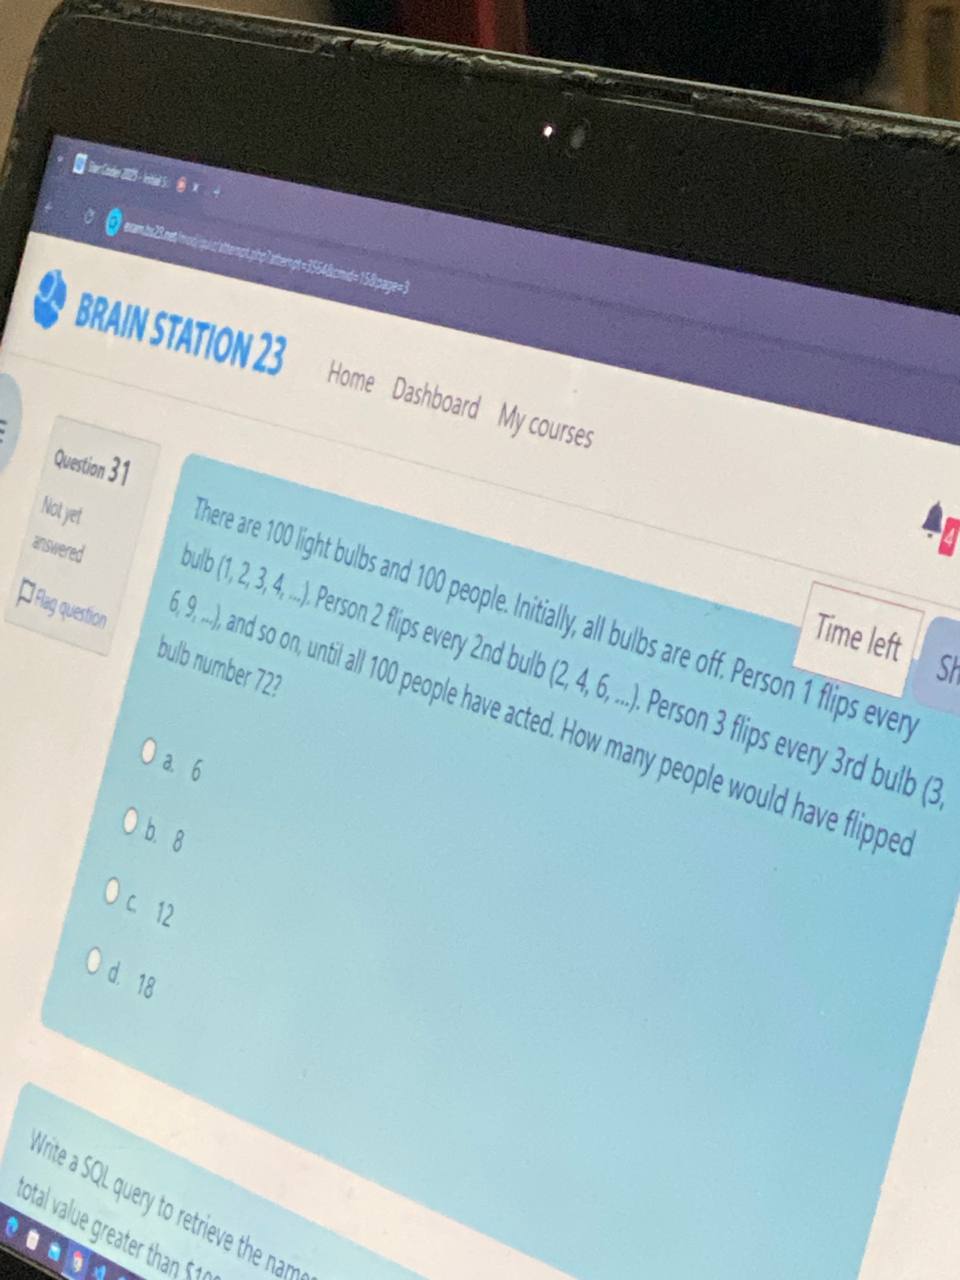 BRAIN STATION 23
Home Dashboard My courses
4
Question 31
Not yet
answered
Flag question
Time left
Sh
There are 100 light bulbs and 100 people. Initially, all bulbs are off. Person 1 flips every
bulb (1, 2, 3, 4, ...). Person 2 flips every 2nd bulb (2, 4, 6, ...). Person 3 flips every 3rd bulb (3,
6, 9, ...), and so on, until all 100 people have acted. How many people would have flipped
bulb number 72?
a. 6
b. 8
c. 12
d. 18
Write a SQL query to retrieve the names
total value greater than $100